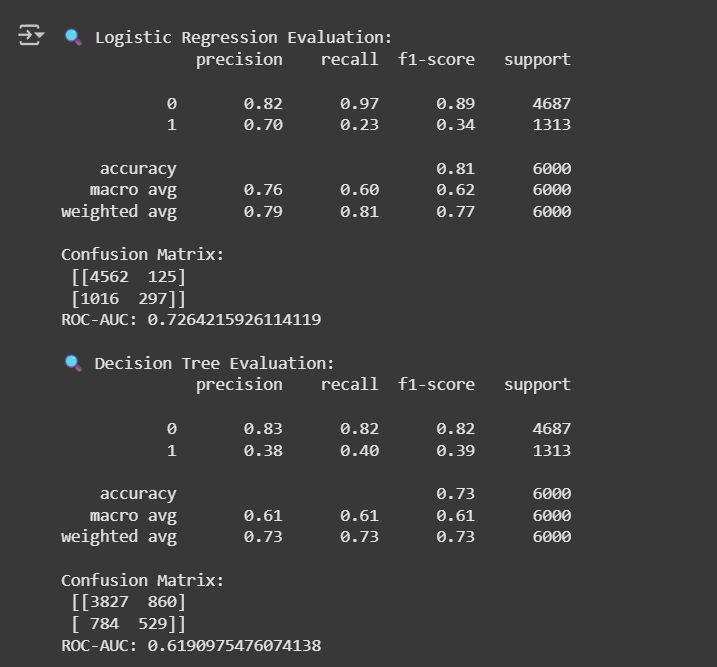 🔍 Logistic Regression Evaluation:
              precision    recall  f1-score   support

           0       0.82      0.97      0.89      4687
           1       0.70      0.23      0.34      1313

    accuracy                           0.81      6000
   macro avg       0.76      0.60      0.62      6000
weighted avg       0.79      0.81      0.77      6000

Confusion Matrix:
 [[4562  125]
 [1016  297]]
ROC-AUC: 0.7264215926114119

🔍 Decision Tree Evaluation:
              precision    recall  f1-score   support

           0       0.83      0.82      0.82      4687
           1       0.38      0.40      0.39      1313

    accuracy                           0.73      6000
   macro avg       0.61      0.61      0.61      6000
weighted avg       0.73      0.73      0.73      6000

Confusion Matrix:
 [[3827  860]
 [ 784  529]]
ROC-AUC: 0.6190975476074138